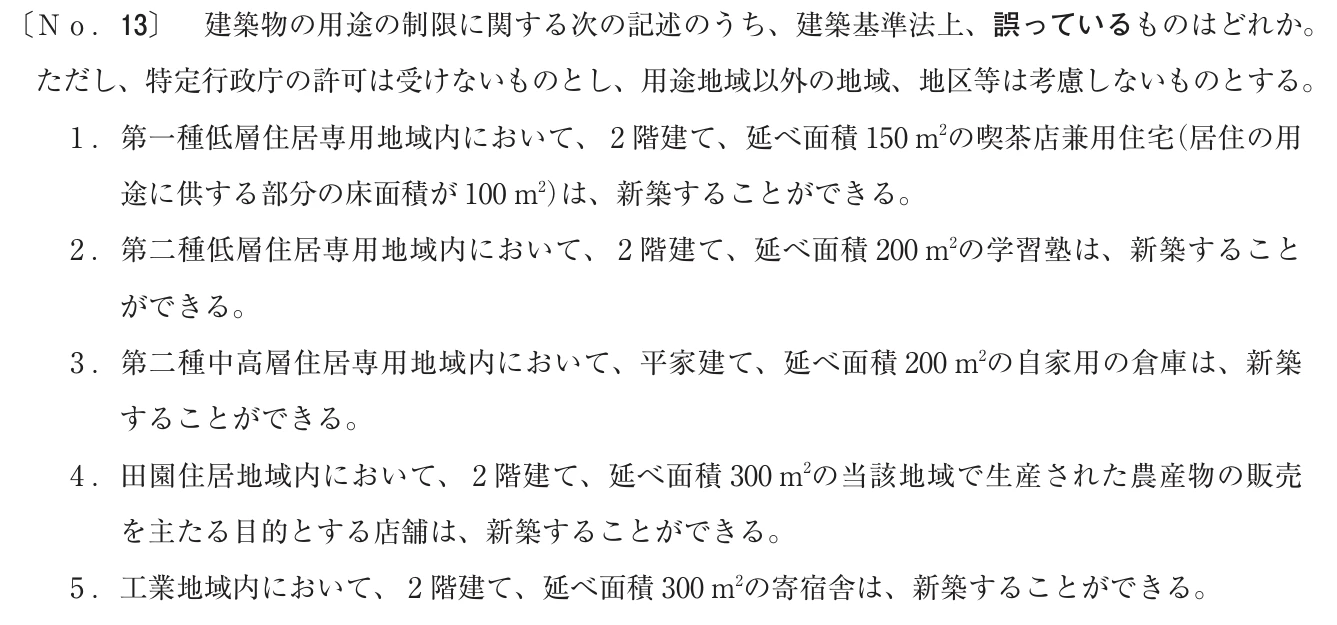 〔Ｎｏ．13〕　建築物の用途の制限に関する次の記述のうち、建築基準法上、誤っているものはどれか。
ただし、特定行政庁の許可は受けないものとし、用途地域以外の地域、地区等は考慮しないものとする。
1．第一種低層住居専用地域内において、2階建て、延べ面積150 m²の喫茶店兼用住宅(居住の用
途に供する部分の床面積が100 m²)は、新築することができる。
2．第二種低層住居専用地域内において、2階建て、延べ面積200 m²の学習塾は、新築すること
ができる。
3．第二種中高層住居専用地域内において、平家建て、延べ面積200 m²の自家用の倉庫は、新築
することができる。
4．田園住居地域内において、2階建て、延べ面積300 m²の当該地域で生産された農産物の販売
を主たる目的とする店舗は、新築することができる。
5．工業地域内において、2階建て、延べ面積300 m²の寄宿舎は、新築することができる。